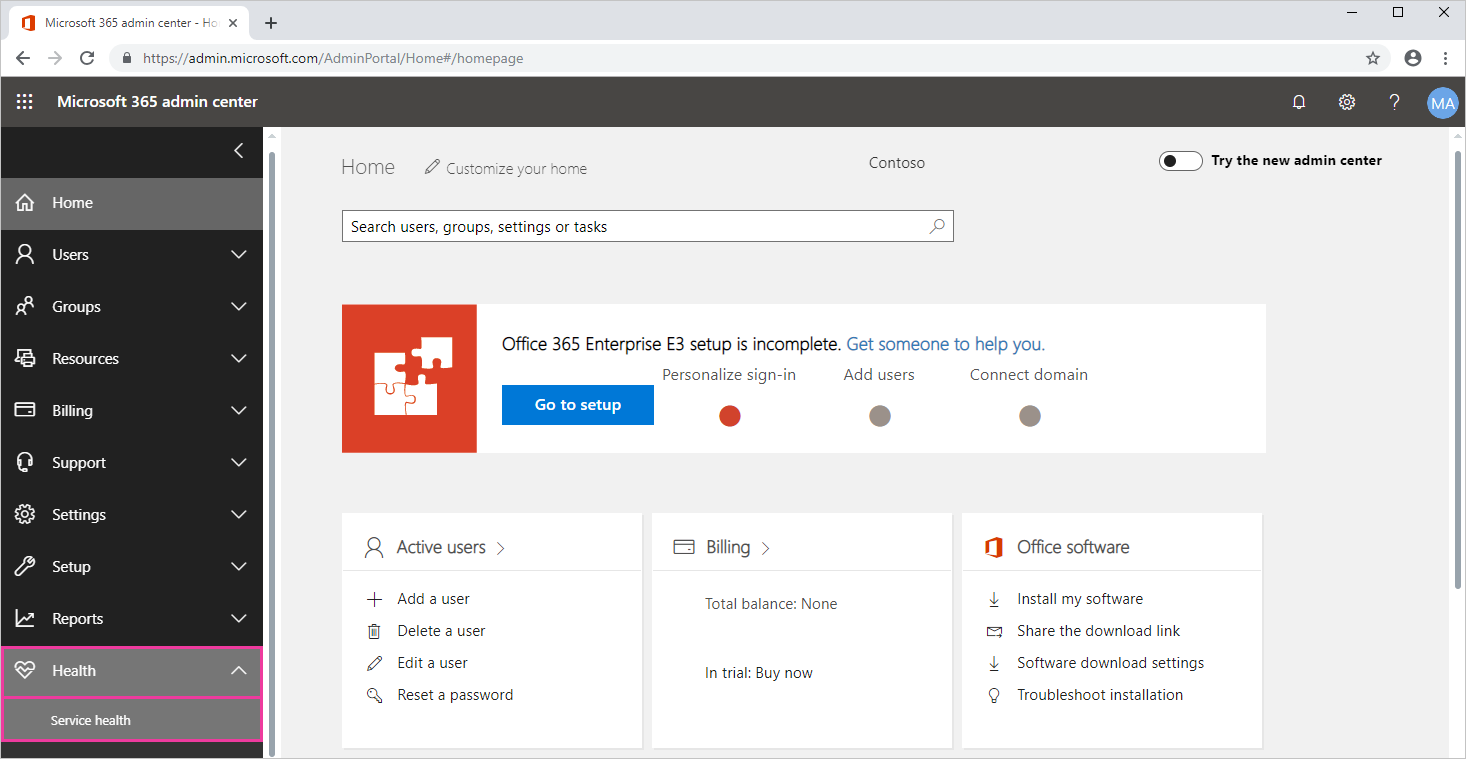 Microsoft 365 admin center - Ho
https://admin.microsoft.com/AdminPortal/Home#/homepage
Microsoft 365 admin center
?
MA
Home
Users
Groups
Resources
Billing
Support
Settings
Setup
Reports
Health
Service health
Home
Customize your home
Contoso
Try the new admin center
Search users, groups, settings or tasks
Office 365 Enterprise E3 setup is incomplete. Get someone to help you.
Go to setup
Personalize sign-in
Add users
Connect domain
Active users
Add a user
Delete a user
Edit a user
Reset a password
Billing
Total balance: None
In trial: Buy now
Office software
Install my software
Share the download link
Software download settings
Troubleshoot installation